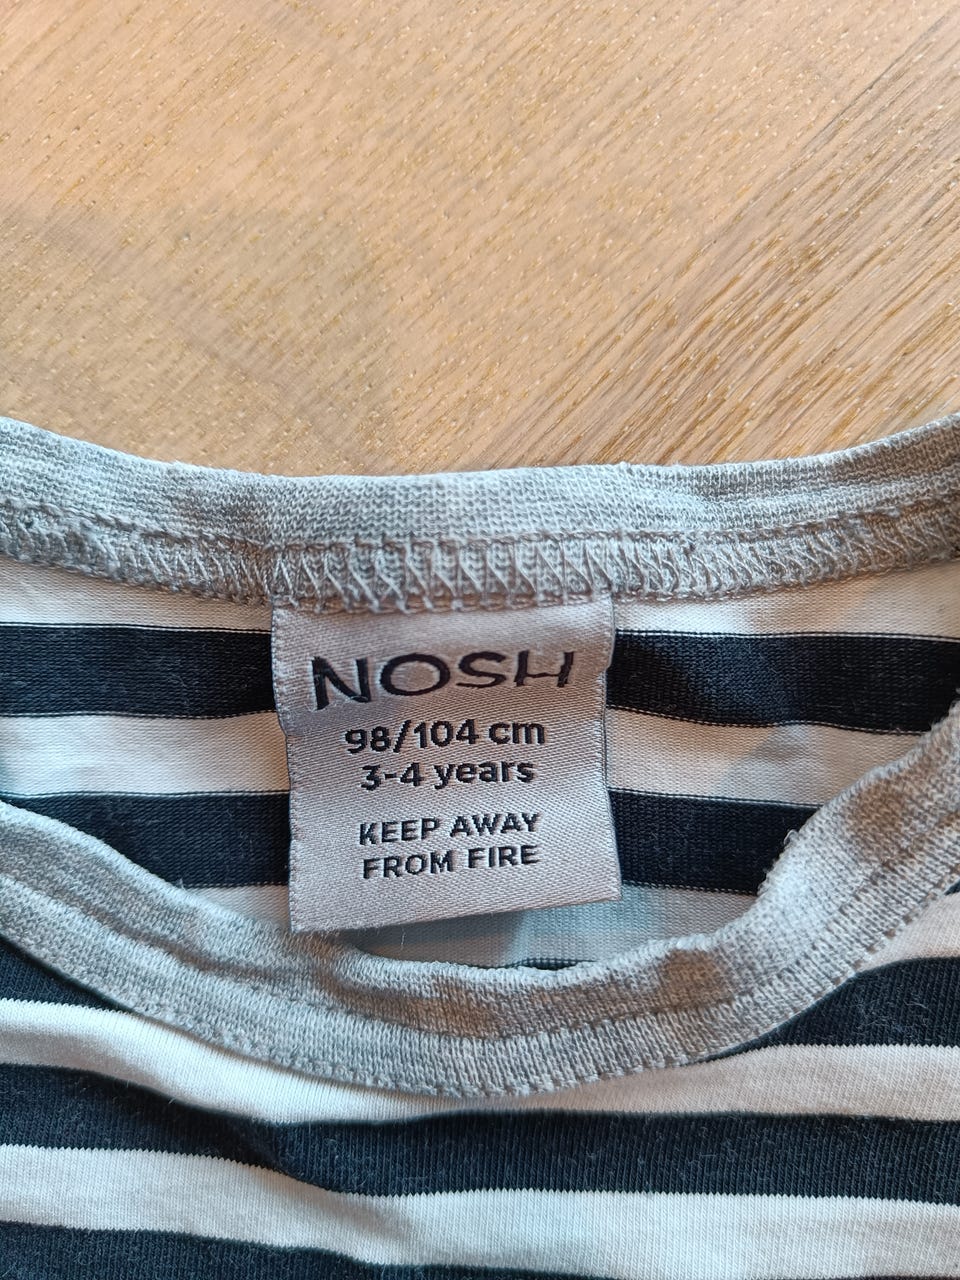 NOSH
98/104 cm
3-4 years
KEEP AWAY
FROM FIRE